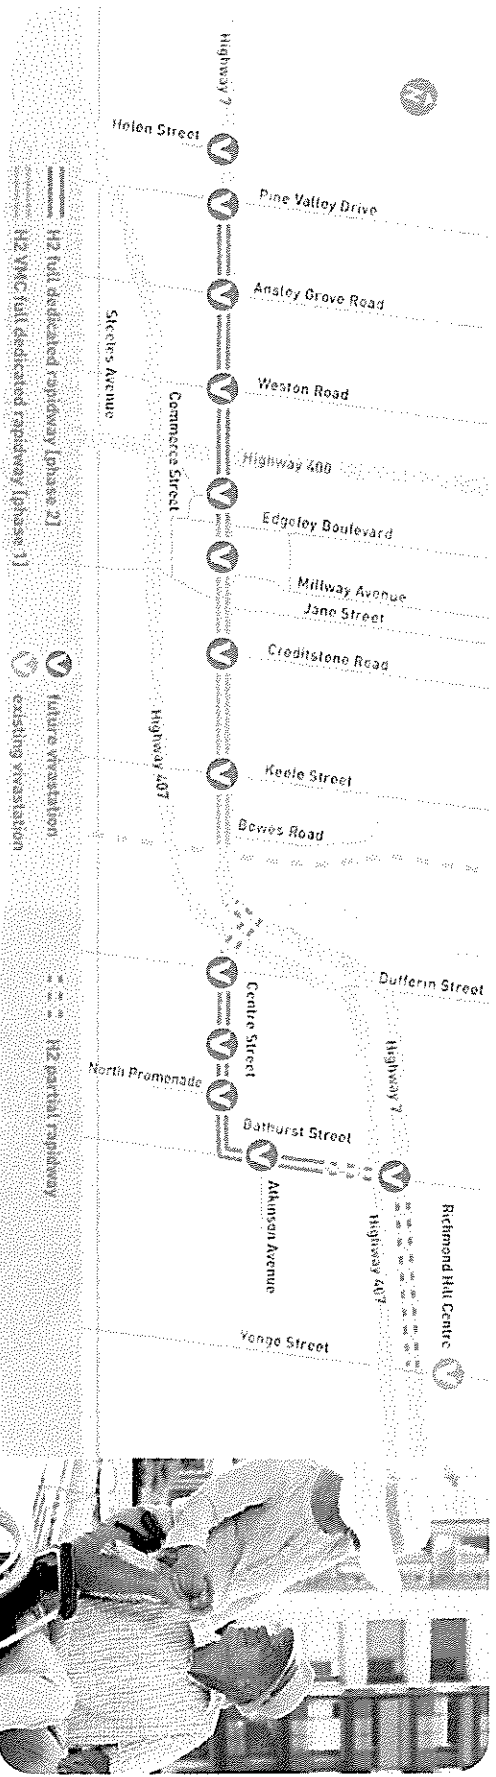 Highway 7
Helen Street
Pine Valley Drive
Ansley Grove Road
Weston Road
Highway 400
Commerce Street
Edgeley Boulevard
Millway Avenue
Jane Street
Creditstone Road
Keele Street
Bowes Road
Steeles Avenue
Highway 407
Dufferin Street
Centre Street
Highway 7
North Promenade
Bathurst Street
Atkinson Avenue
Highway 407
Richmond Hill Centre
Yonge Street
H2 full dedicated rapidway [phase 2]
H2 VMC full dedicated rapidway [phase 1]
future vivastation
existing vivastation
H2 partial rapidway